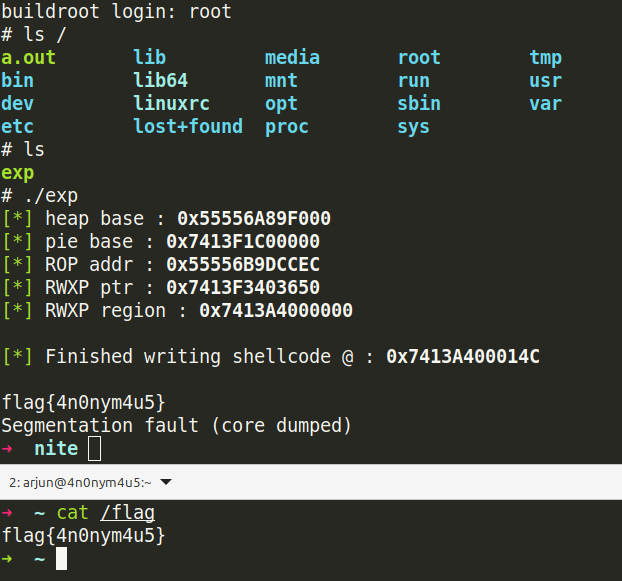 buildroot login: root
# ls /
a.out lib media root tmp
bin lib64 mnt run usr
dev linuxrc opt sbin var
etc lost+found proc sys
# ls
exp
# ./exp
[*] heap base : 0x55556A89F000
[*] pie base : 0x7413F1C00000
[*] ROP addr : 0x55556B9DCCEC
[*] RWXP ptr : 0x7413F3403650
[*] RWXP region : 0x7413A4000000
[*] Finished writing shellcode @ : 0x7413A400014C
flag{4n0nym4u5}
Segmentation fault (core dumped)
→ nite
2: arjun@4n0nym4u5:~
→ ~ cat /flag
flag{4n0nym4u5}
→ ~